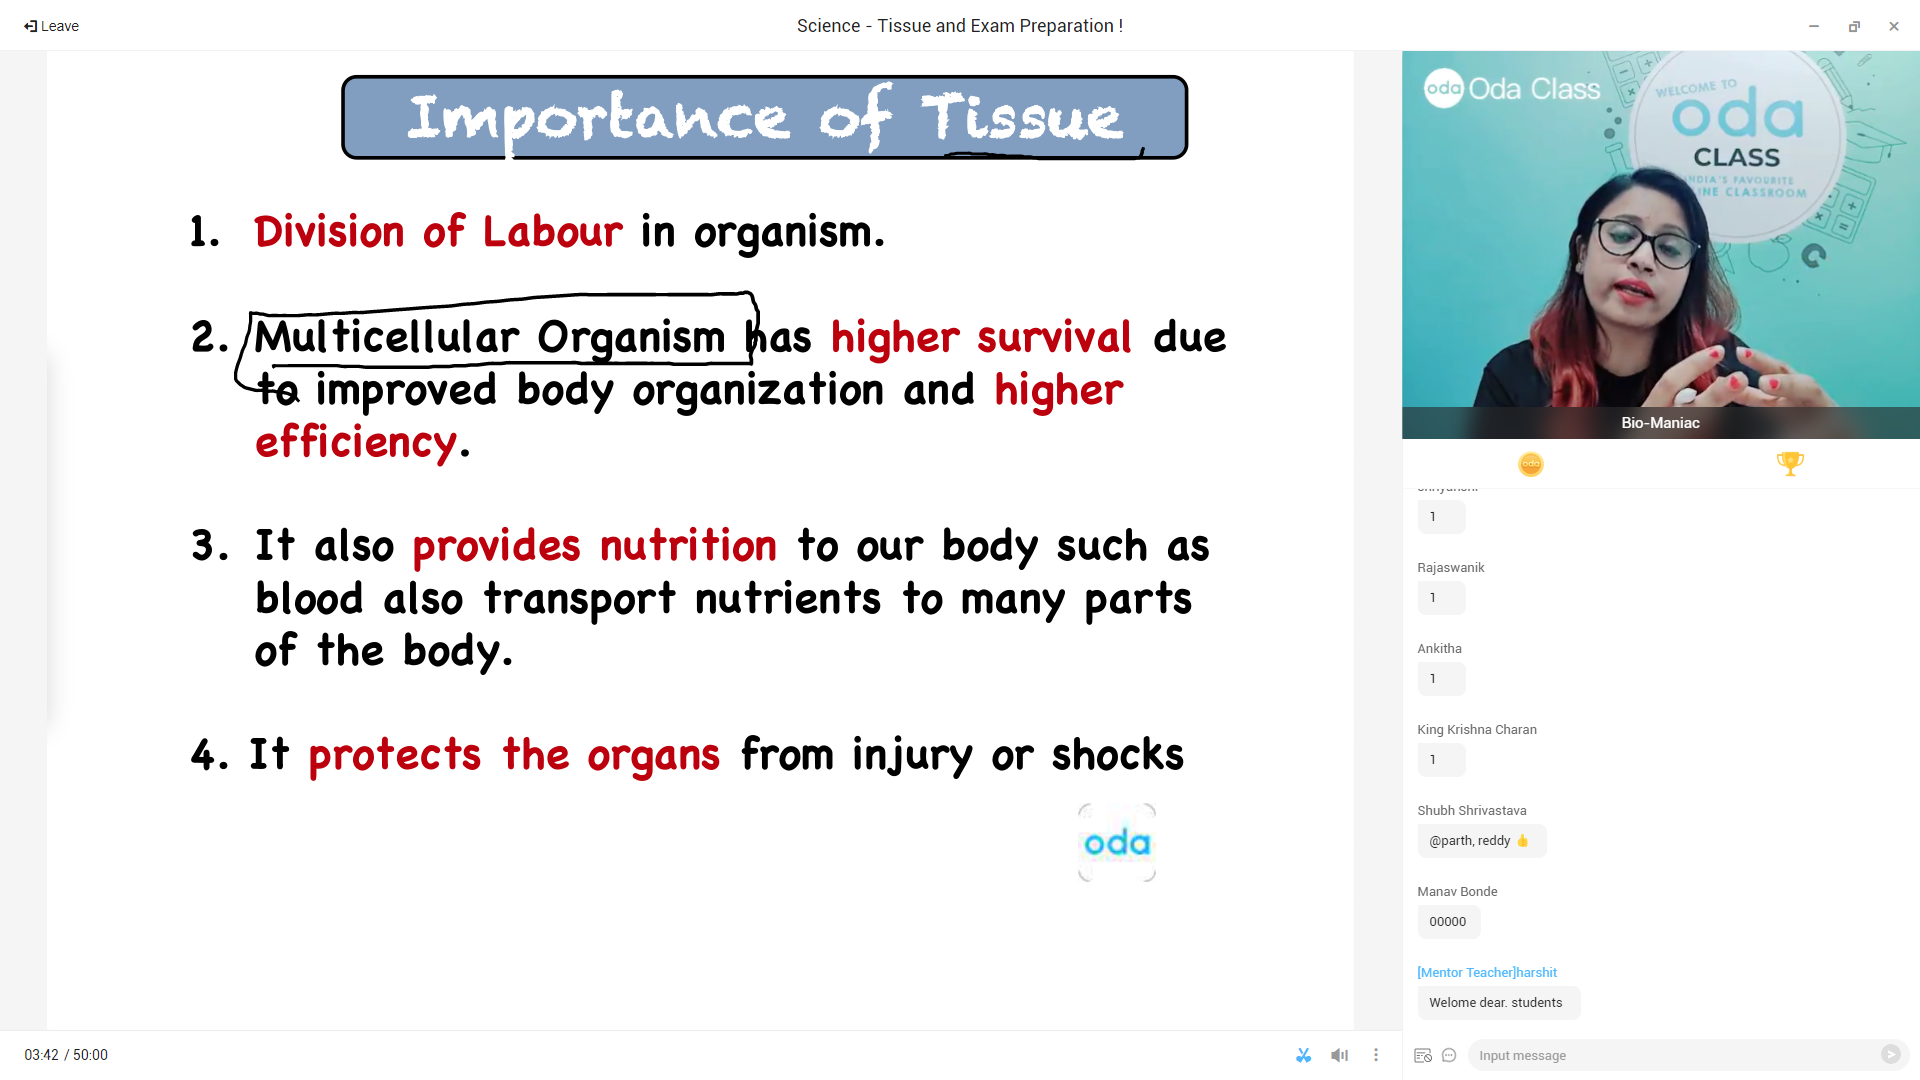 Leave
Science - Tissue and Exam Preparation !
Importance of Tissue
1. Division of Labour in organism.
2. Multicellular Organism has higher survival due
to improved body organization and higher
efficiency.
3. It also provides nutrition to our body such as
blood also transport nutrients to many parts
of the body.
4. It protects the organs from injury or shocks
oda
03:42 / 50:00
oda Oda Class
WELCOME TO
oda
CLASS
INDIA'S FAVOURITE
CLASSROOM
Bio-Maniac
oda
1
Rajaswanik
1
Ankitha
1
King Krishna Charan
1
Shubh Shrivastava
@parth, reddy 👍
Manav Bonde
00000
[Mentor Teacher]harshit
Welome dear. students
Input message